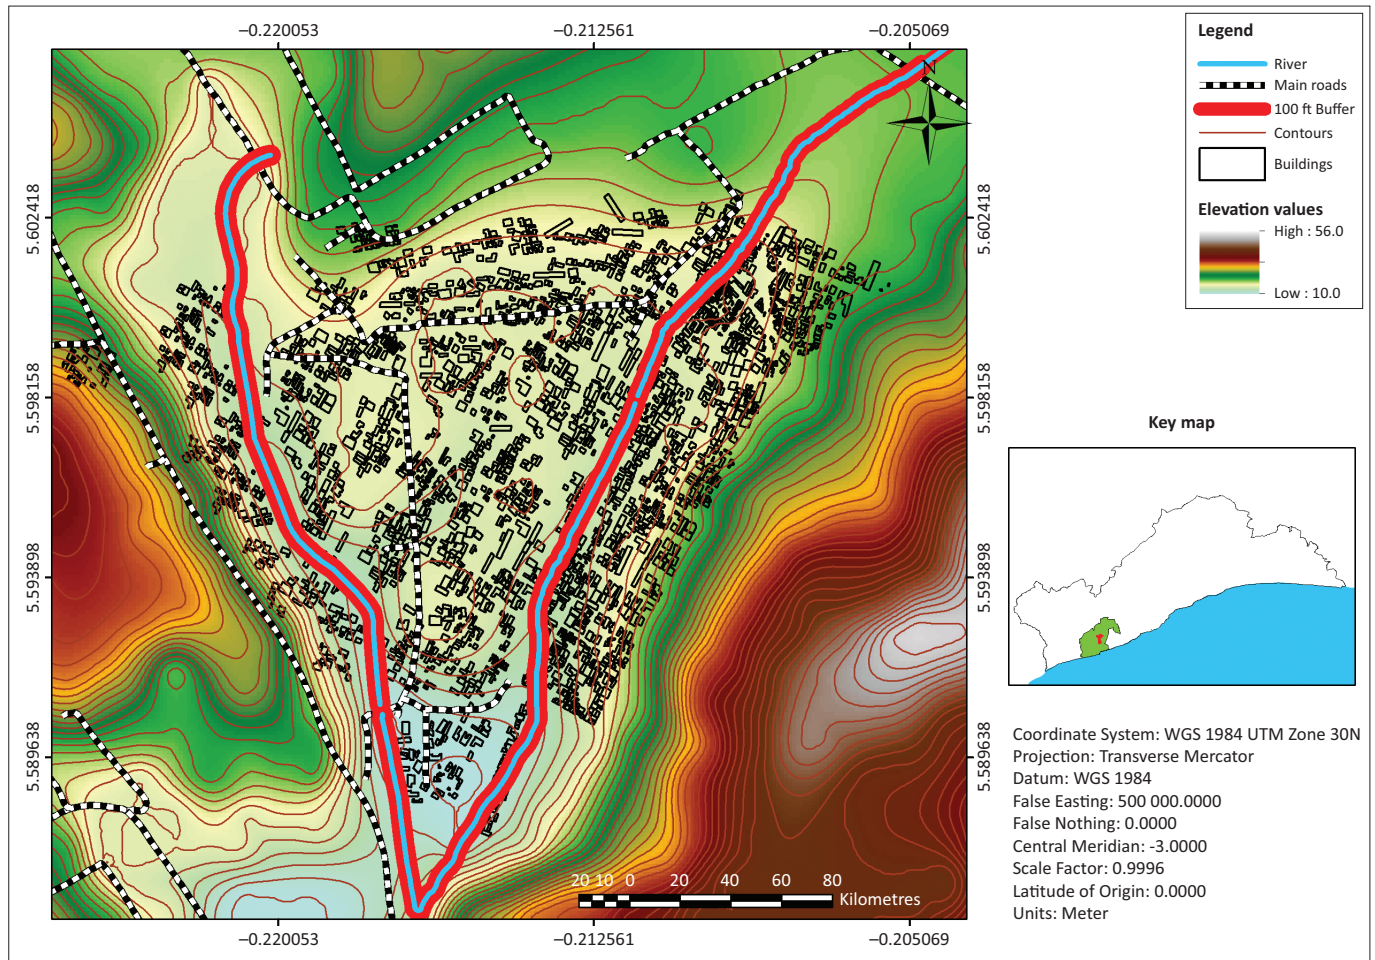 −0.220053
−0.212561
−0.205069
Legend
River
Main roads
100 ft Buffer
Contours
Buildings
Elevation values
High : 56.0
Low : 10.0
N
5.602418
5.598158
5.593898
5.589638
5.602418
5.598158
5.593898
5.589638
Key map
20 10 0 20 40 60 80
Kilometres
−0.220053
−0.212561
−0.205069
Coordinate System: WGS 1984 UTM Zone 30N
Projection: Transverse Mercator
Datum: WGS 1984
False Easting: 500 000.0000
False Nothing: 0.0000
Central Meridian: -3.0000
Scale Factor: 0.9996
Latitude of Origin: 0.0000
Units: Meter